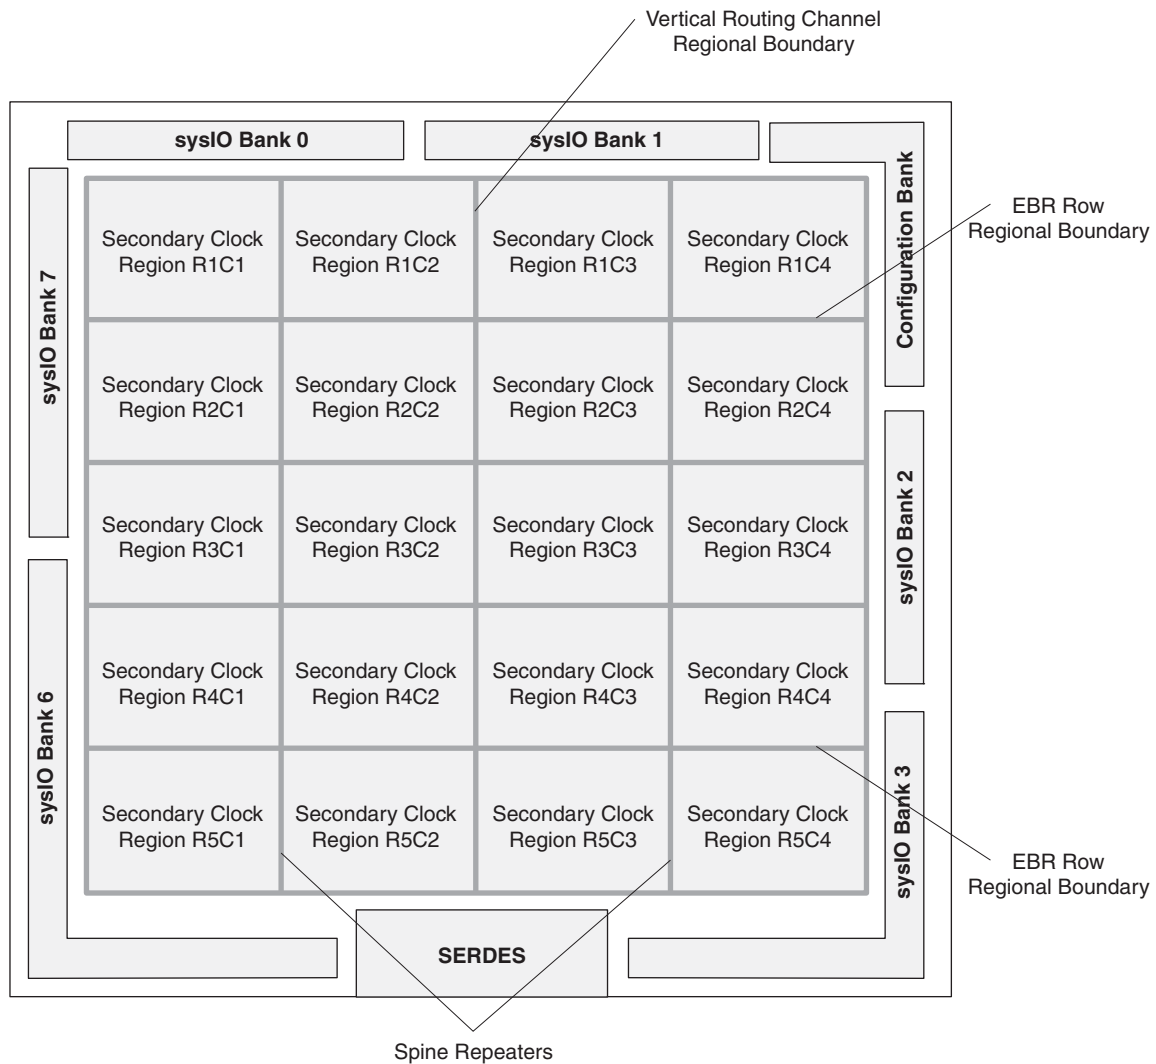 Vertical Routing Channel
Regional Boundary
sysIO Bank 0
sysIO Bank 1
Configuration Bank
sysIO Bank 7
EBR Row
Regional Boundary
Secondary Clock
Region R1C1
Secondary Clock
Region R1C2
Secondary Clock
Region R1C3
Secondary Clock
Region R1C4
Secondary Clock
Region R2C1
Secondary Clock
Region R2C2
Secondary Clock
Region R2C3
Secondary Clock
Region R2C4
sysIO Bank 2
Secondary Clock
Region R3C1
Secondary Clock
Region R3C2
Secondary Clock
Region R3C3
Secondary Clock
Region R3C4
sysIO Bank 6
Secondary Clock
Region R4C1
Secondary Clock
Region R4C2
Secondary Clock
Region R4C3
Secondary Clock
Region R4C4
sysIO Bank 3
Secondary Clock
Region R5C1
Secondary Clock
Region R5C2
Secondary Clock
Region R5C3
Secondary Clock
Region R5C4
EBR Row
Regional Boundary
SERDES
Spine Repeaters